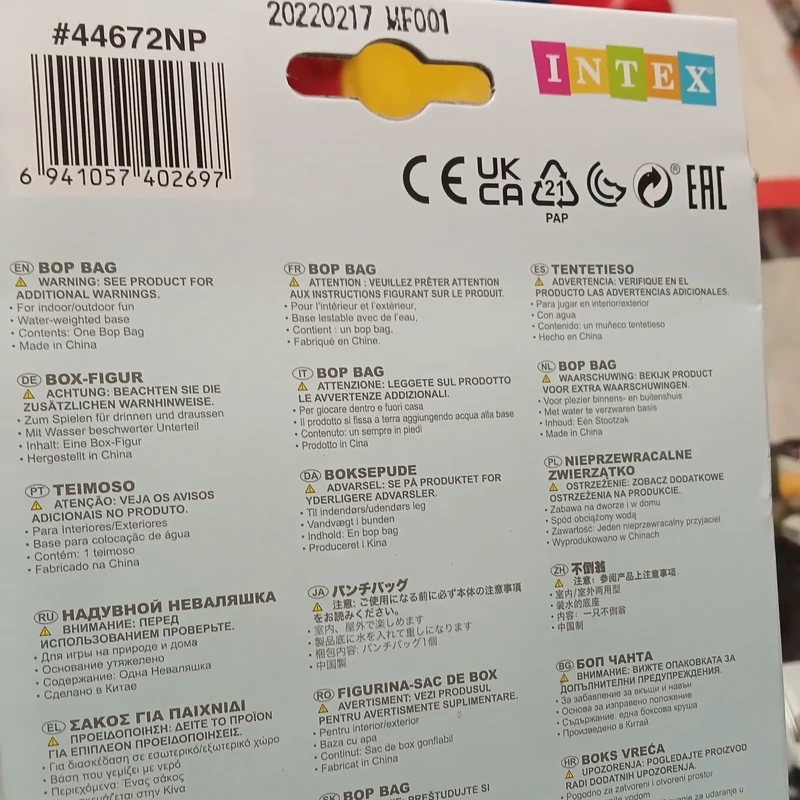 #44672NP
20220217 MF001
INTEX®
6 941057 402697
CE UK
CA 21
PAP
® EAC
EN BOP BAG
WARNING: SEE PRODUCT FOR
ADDITIONAL WARNINGS.
• For indoor/outdoor fun
• Water-weighted base
• Contents: One Bop Bag
• Made in China
FR BOP BAG
ATTENTION : VEUILLEZ PRÊTER ATTENTION
AUX INSTRUCTIONS FIGURANT SUR LE PRODUIT.
• Pour l'intérieur et l'extérieur.
• Base lestable avec de l'eau.
• Contient : un bop bag.
• Fabriqué en Chine.
ES TENTETIESO
ADVERTENCIA: VERIFIQUE EN EL
PRODUCTO LAS ADVERTENCIAS ADICIONALES.
• Para jugar en interior/exterior
• Con agua
• Contenido: un muñeco tentetieso
• Hecho en China
DE BOX-FIGUR
ACHTUNG: BEACHTEN SIE DIE
ZUSÄTZLICHEN WARNHINWEISE.
• Zum Spielen für drinnen und draussen
• Mit Wasser beschwerter Unterteil
• Inhalt: Eine Box-Figur
• Hergestellt in China
IT BOP BAG
ATTENZIONE: LEGGETE SUL PRODOTTO
LE AVVERTENZE ADDIZIONALI.
• Per giocare dentro e fuori casa
• Il prodotto si fissa a terra aggiungendo acqua alla base
• Contenuto: un sempre in piedi
• Prodotto in Cina
NL BOP BAG
WAARSCHUWING: BEKIJK PRODUCT
VOOR EXTRA WAARSCHUWINGEN.
• Voor plezier binnens- en buitenshuis
• Met water te verzwaren basis
• Inhoud: Eén Stootzak
• Made in China
PT TEIMOSO
ATENÇÃO: VEJA OS AVISOS
ADICIONAIS NO PRODUTO.
• Para Interiores/Exteriores
• Base para colocação de água
• Contém: 1 teimoso
• Fabricado na China
DA BOKSEPUDE
ADVARSEL: SE PÅ PRODUKTET FOR
YDERLIGERE ADVARSLER.
• Til indendørs/udendørs leg
• Vandvægt i bunden
• Indhold: En bop bag
• Produceret i Kina
PL NIEPRZEWRACALNE
ZWIERZĄTKO
OSTRZEŻENIE: ZOBACZ DODATKOWE
OSTRZEŻENIA NA PRODUKCIE.
• Zabawa na dworze i w domu
• Spód obciążony wodą
• Zawartość: Jeden nieprzewracalny przyjaciel
• Wyprodukowano w Chinach
RU НАДУВНОЙ НЕВАЛЯШКА
ВНИМАНИЕ: ПЕРЕД
ИСПОЛЬЗОВАНИЕМ ПРОВЕРЬТЕ.
• Для игры на природе и дома
• Основание утяжелено
• Содержание: Одна Неваляшка
• Сделано в Китае
JA パンチバッグ
注意: ご使用になる前に必ず本体の注意事項
をお読みください。
• 室内、屋外で楽しめます
• 製品底に水を入れて重しになります
• 梱包内容: パンチバッグ1個
• 中国製
ZH 不倒翁
注意：参阅产品上注意事项.
• 室内/室外两用型
• 装水的底座
• 内容: 一只不倒翁
• 中国制
EL ΣΑΚΟΣ ΓΙΑ ΠΑΙΧΝΙΔΙ
ΠΡΟΕΙΔΟΠΟΙΗΣΗ: ΔΕΙΤΕ ΤΟ ΠΡΟΪΟΝ
ΓΙΑ ΕΠΙΠΛΕΟΝ ΠΡΟΕΙΔΟΠΟΙΗΣΕΙΣ.
• Για διασκέδαση σε εσωτερικό/εξωτερικό χώρο
• Βάση που γεμίζει με νερό
• Περιεχόμενα: Ένας σάκος
στην Κίνα
RO FIGURINA-SAC DE BOX
AVERTISMENT: VEZI PRODUSUL
PENTRU AVERTISMENTE SUPLIMENTARE.
• Pentru interior/exterior
• Baza cu apa
• Continut: Sac de box gonflabil
• Fabricat in China
BG БОП ЧАНТА
ВНИМАНИЕ: ВИЖТЕ ОПАКОВКАТА ЗА
ДОПЪЛНИТЕЛНИ ПРЕДУПРЕЖДЕНИЯ.
• За забавление за вкъщи и навън
• Основа за изправено положение
• Съдържание: една боксова круша
• Произведено в Китай
BOP BAG
HR BOKS VREĆA
UPOZORENJA: POGLEDAJTE PROIZVOD
RADI DODATNIH UPOZORENJA.
• Pogodno za zatvoreni i otvoreni prostor
vodom